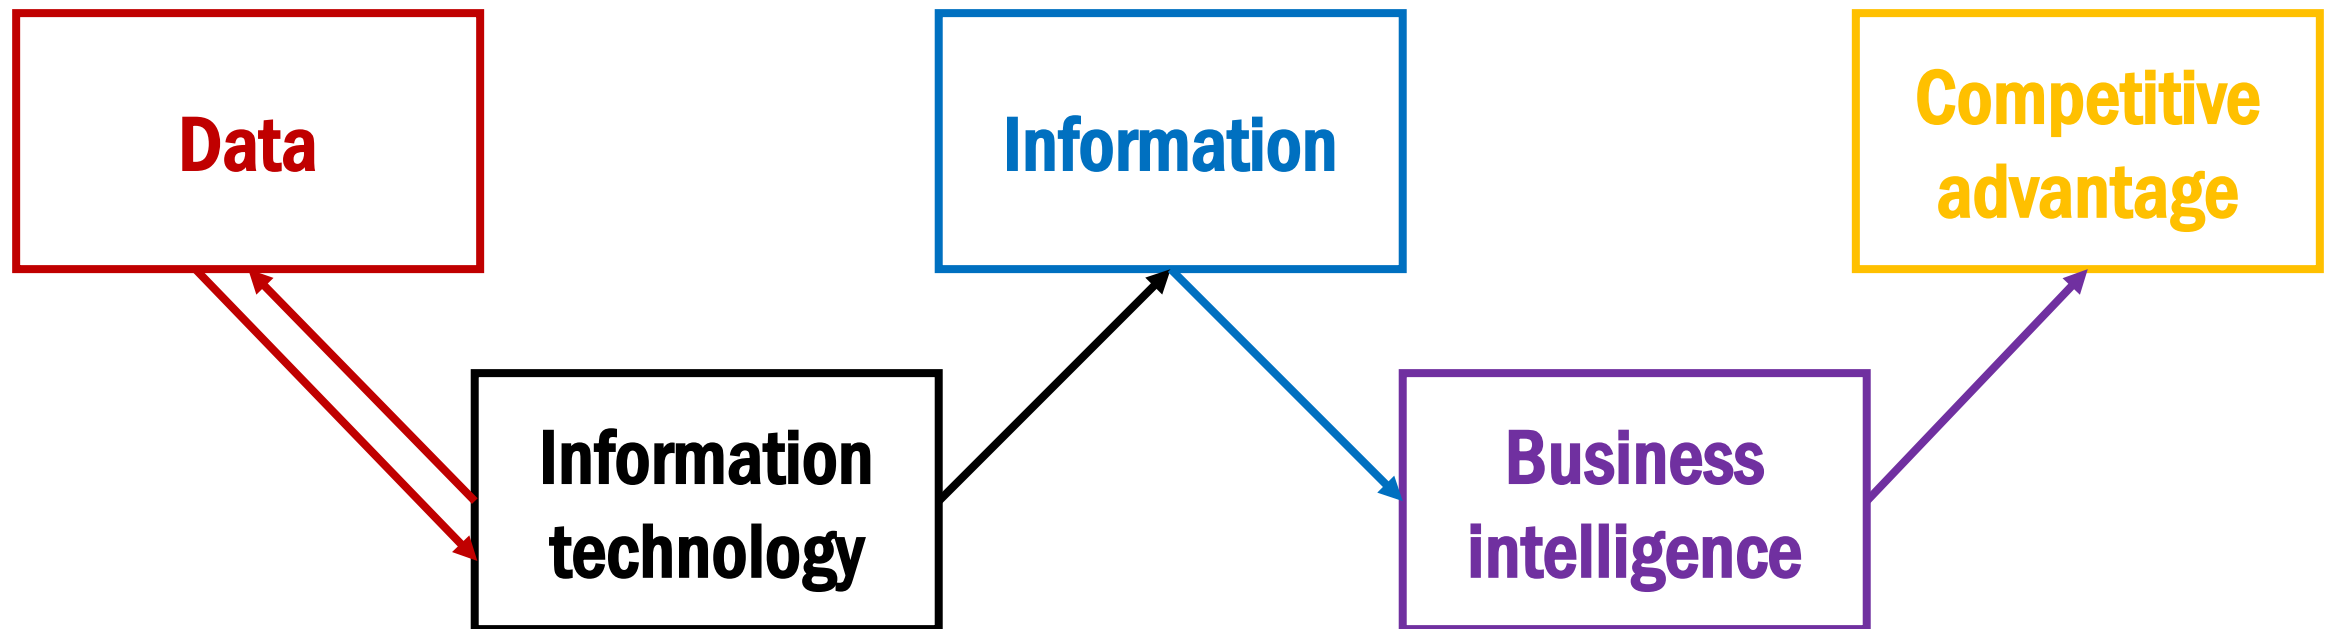 Data
Information
technology
Information
Business
intelligence
Competitive
advantage